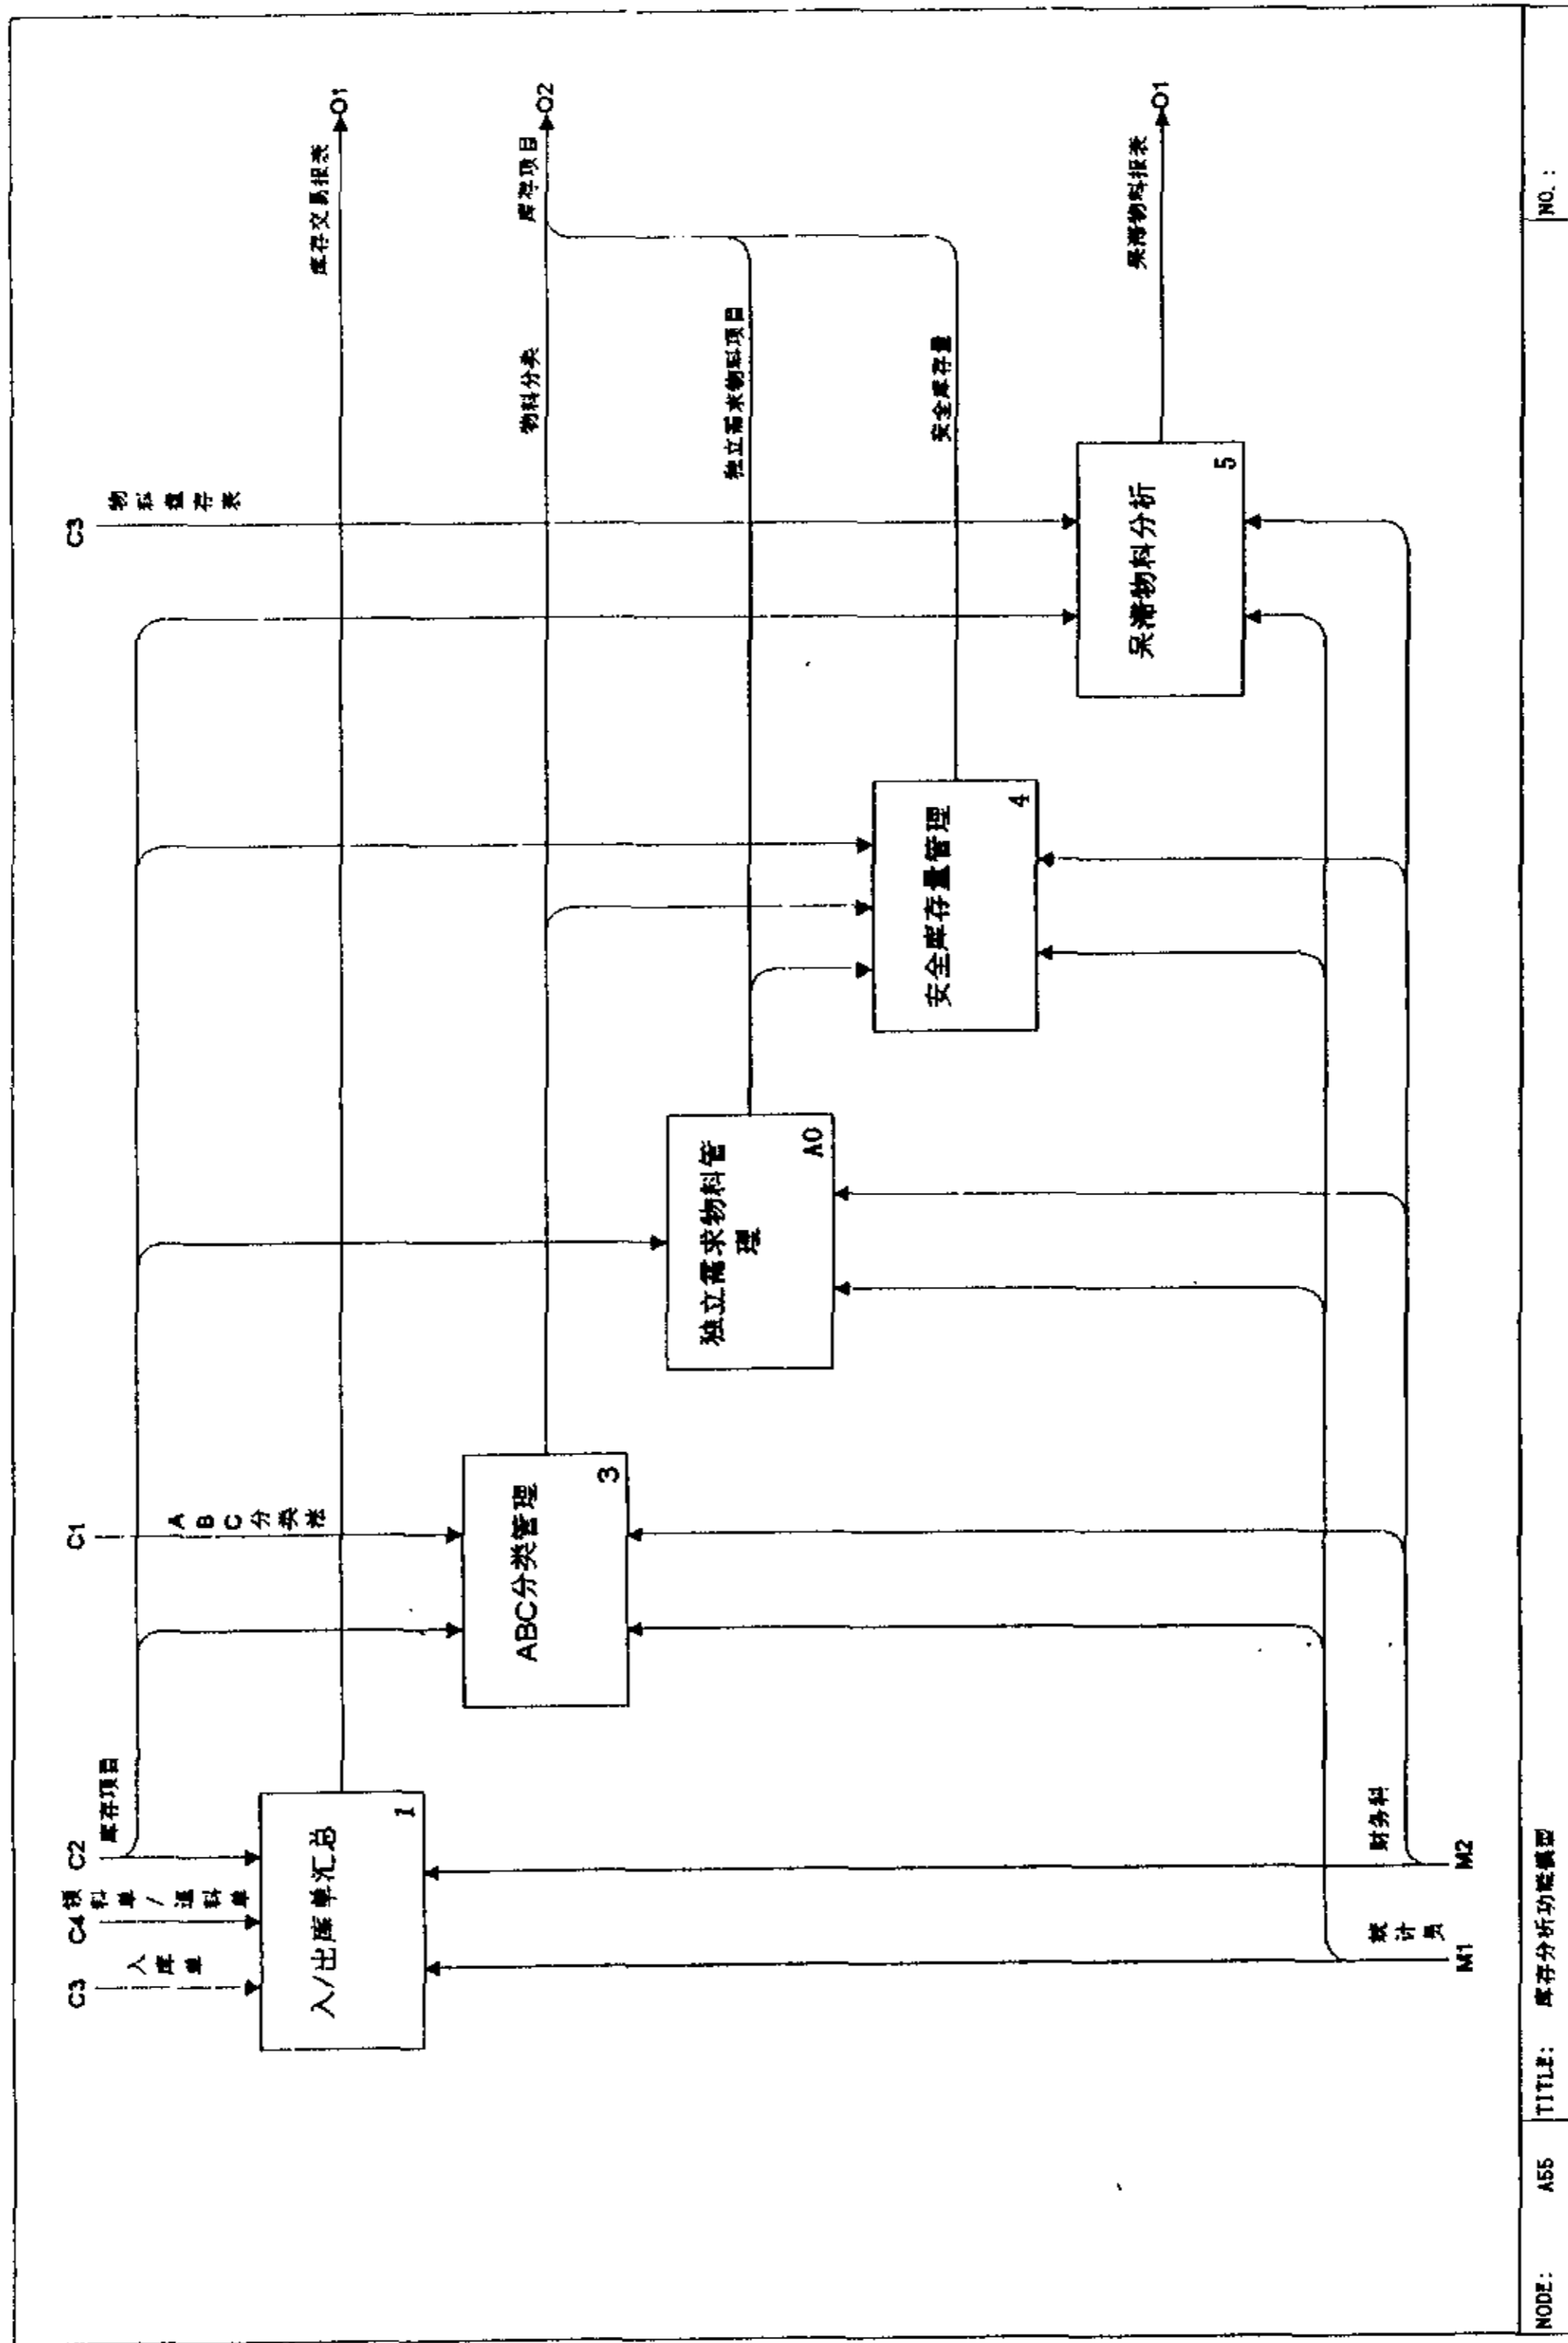 C3
入库单
C4
领料单/退料单
C2
库存项目
C1
ABC分类法
C3
物料盘存表
入/出库单汇总
1
库存交易报表
O1
ABC分类管理
3
物料分类
库存项目
O2
独立需求物料管
理
A0
独立需求物料项目
安全库存量管理
4
安全库存量
呆滞物料分析
5
呆滞物料报表
O1
统计员
M1
财务科
M2
NODE: A55
TITLE: 库存分析功能模型
NO.: